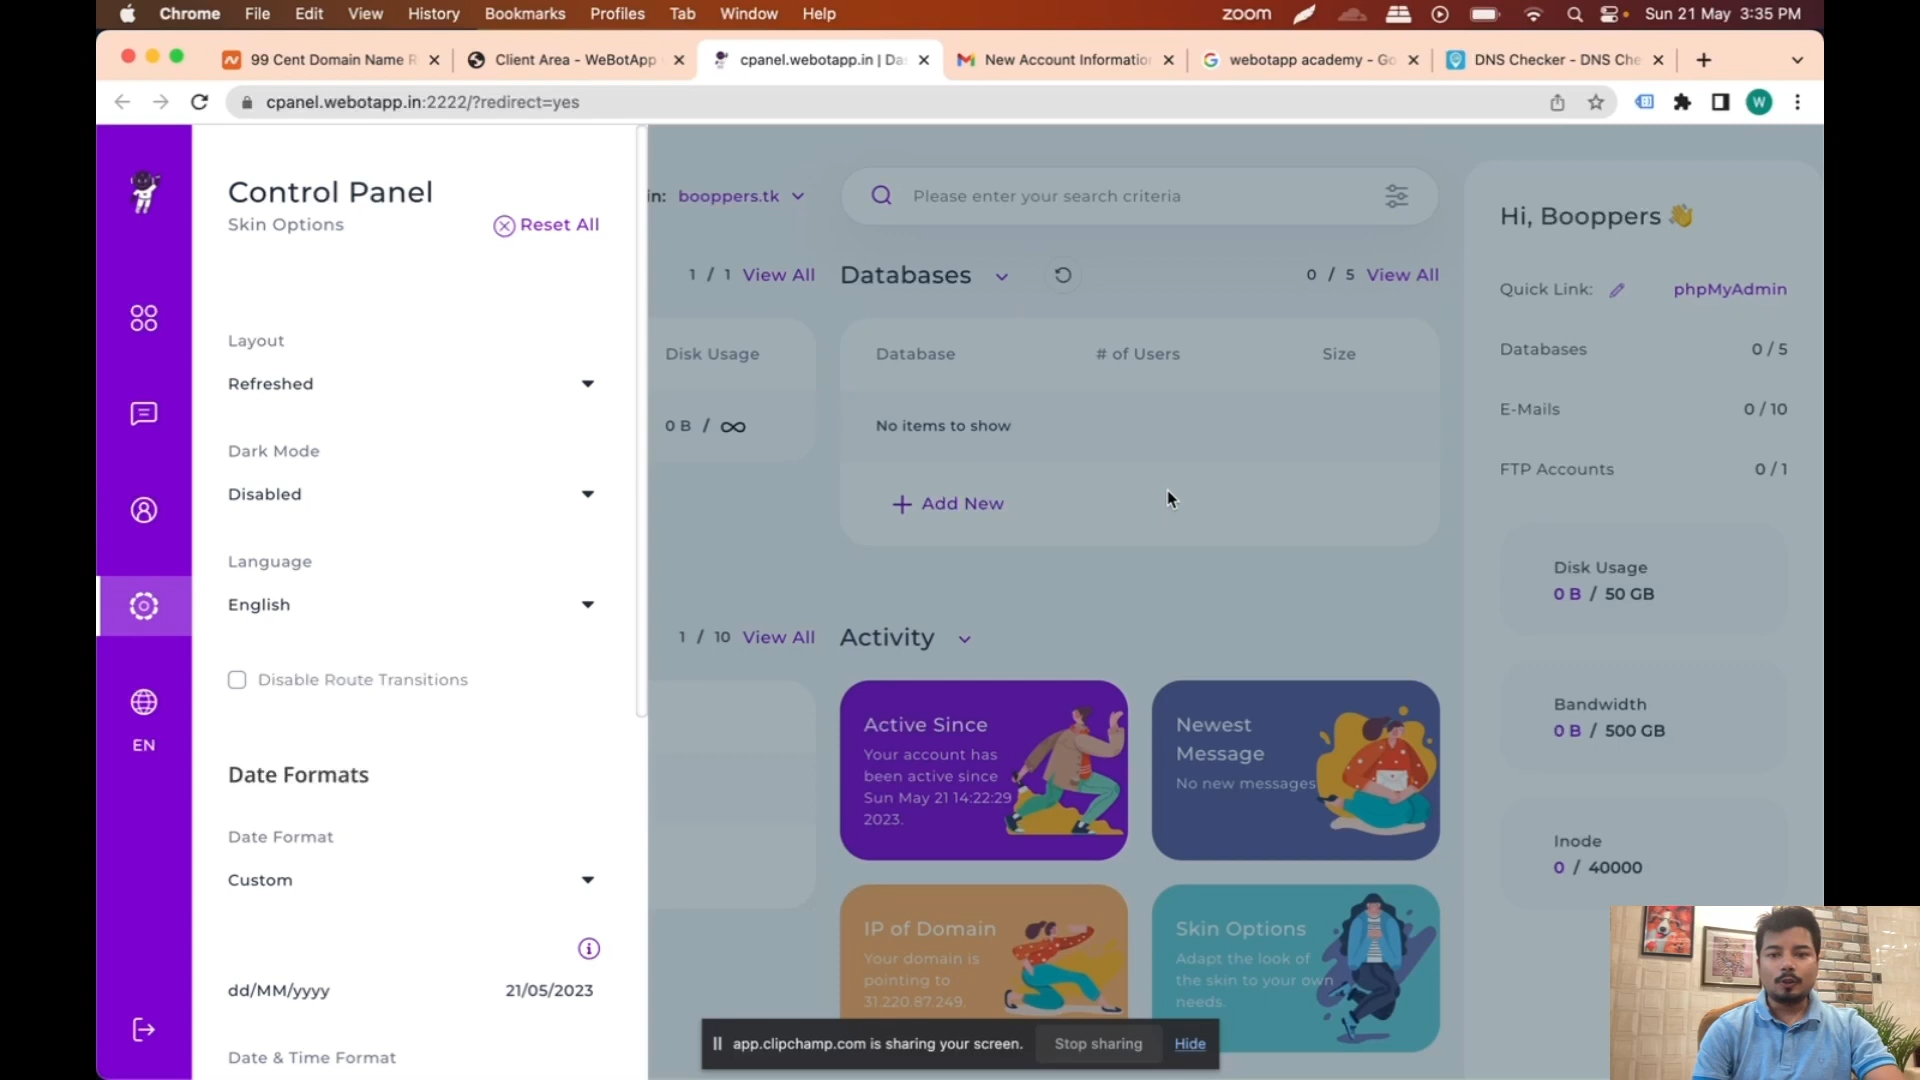 Chrome File Edit View History Bookmarks Profiles Tab Window Help zoom Sun 21 May 3:35 PM
99 Cent Domain Name R Client Area - WeBotApp cpanel.webotapp.in | Da New Account Information webotapp academy - Go DNS Checker - DNS Che
cpanel.webotapp.in:2222/?redirect=yes W
Control Panel
Skin Options Reset All
Layout
Refreshed
Dark Mode
Disabled
Language
English
Disable Route Transitions
Date Formats
Date Format
Custom
dd/MM/yyyy 21/05/2023
Date & Time Format
EN
in: booppers.tk
Please enter your search criteria
1 / 1 View All
Disk Usage
0 B / ∞
1 / 10 View All
Databases 0 / 5 View All
Database # of Users Size
No items to show
+ Add New
Activity
Active Since
Your account has
been active since
Sun May 21 14:22:29
2023.
Newest
Message
No new messages
IP of Domain
Your domain is
pointing to
31.220.87.249.
Skin Options
Adapt the look of
the skin to your own
needs.
Hi, Booppers 👋
Quick Link: phpMyAdmin
Databases 0 / 5
E-Mails 0 / 10
FTP Accounts 0 / 1
Disk Usage
0 B / 50 GB
Bandwidth
0 B / 500 GB
Inode
0 / 40000
app.clipchamp.com is sharing your screen. Stop sharing Hide